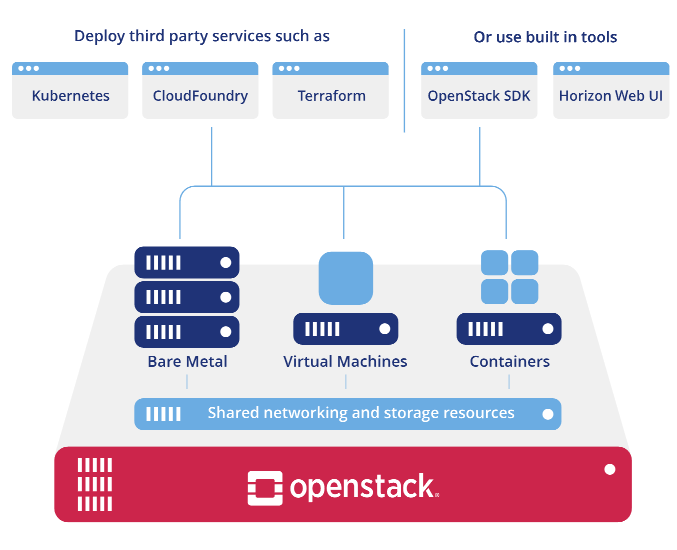 Deploy third party services such as
Or use built in tools
Kubernetes
CloudFoundry
Terraform
OpenStack SDK
Horizon Web UI
Bare Metal
Virtual Machines
Containers
Shared networking and storage resources
openstack®